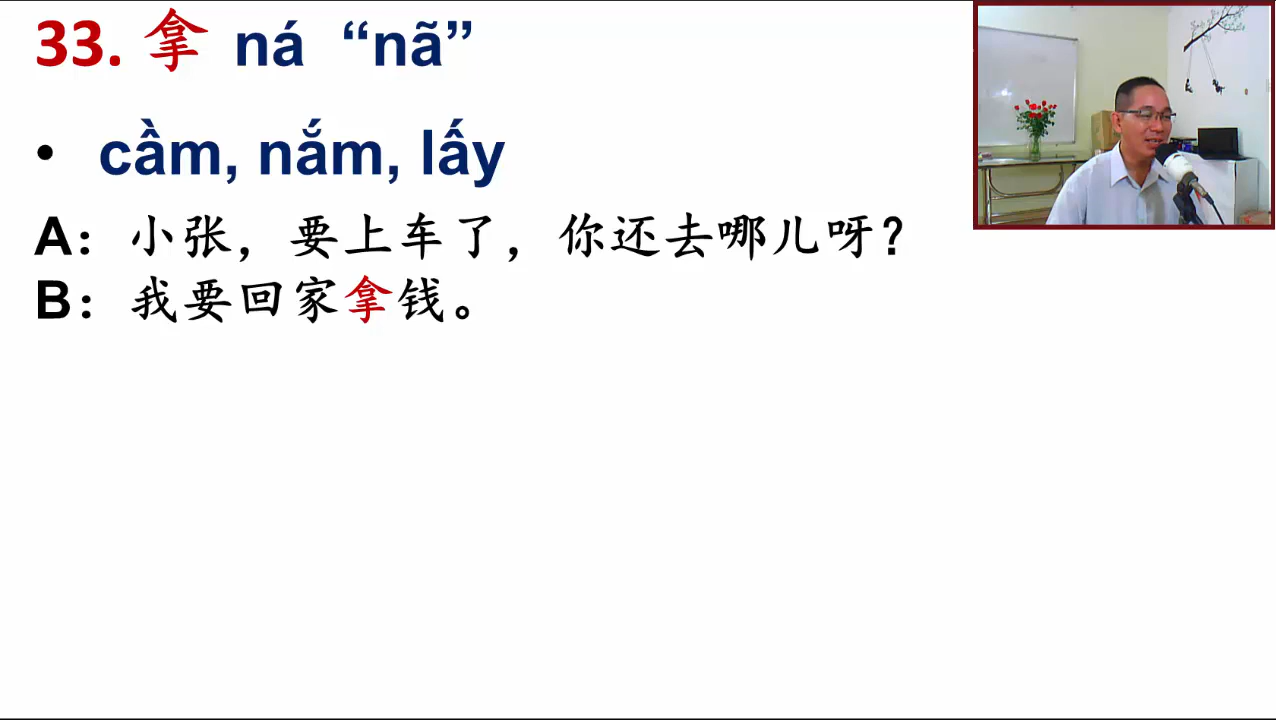 33. 拿 ná “nã”
• cầm, nắm, lấy
A：小张，要上车了，你还去哪儿呀？
B：我要回家拿钱。